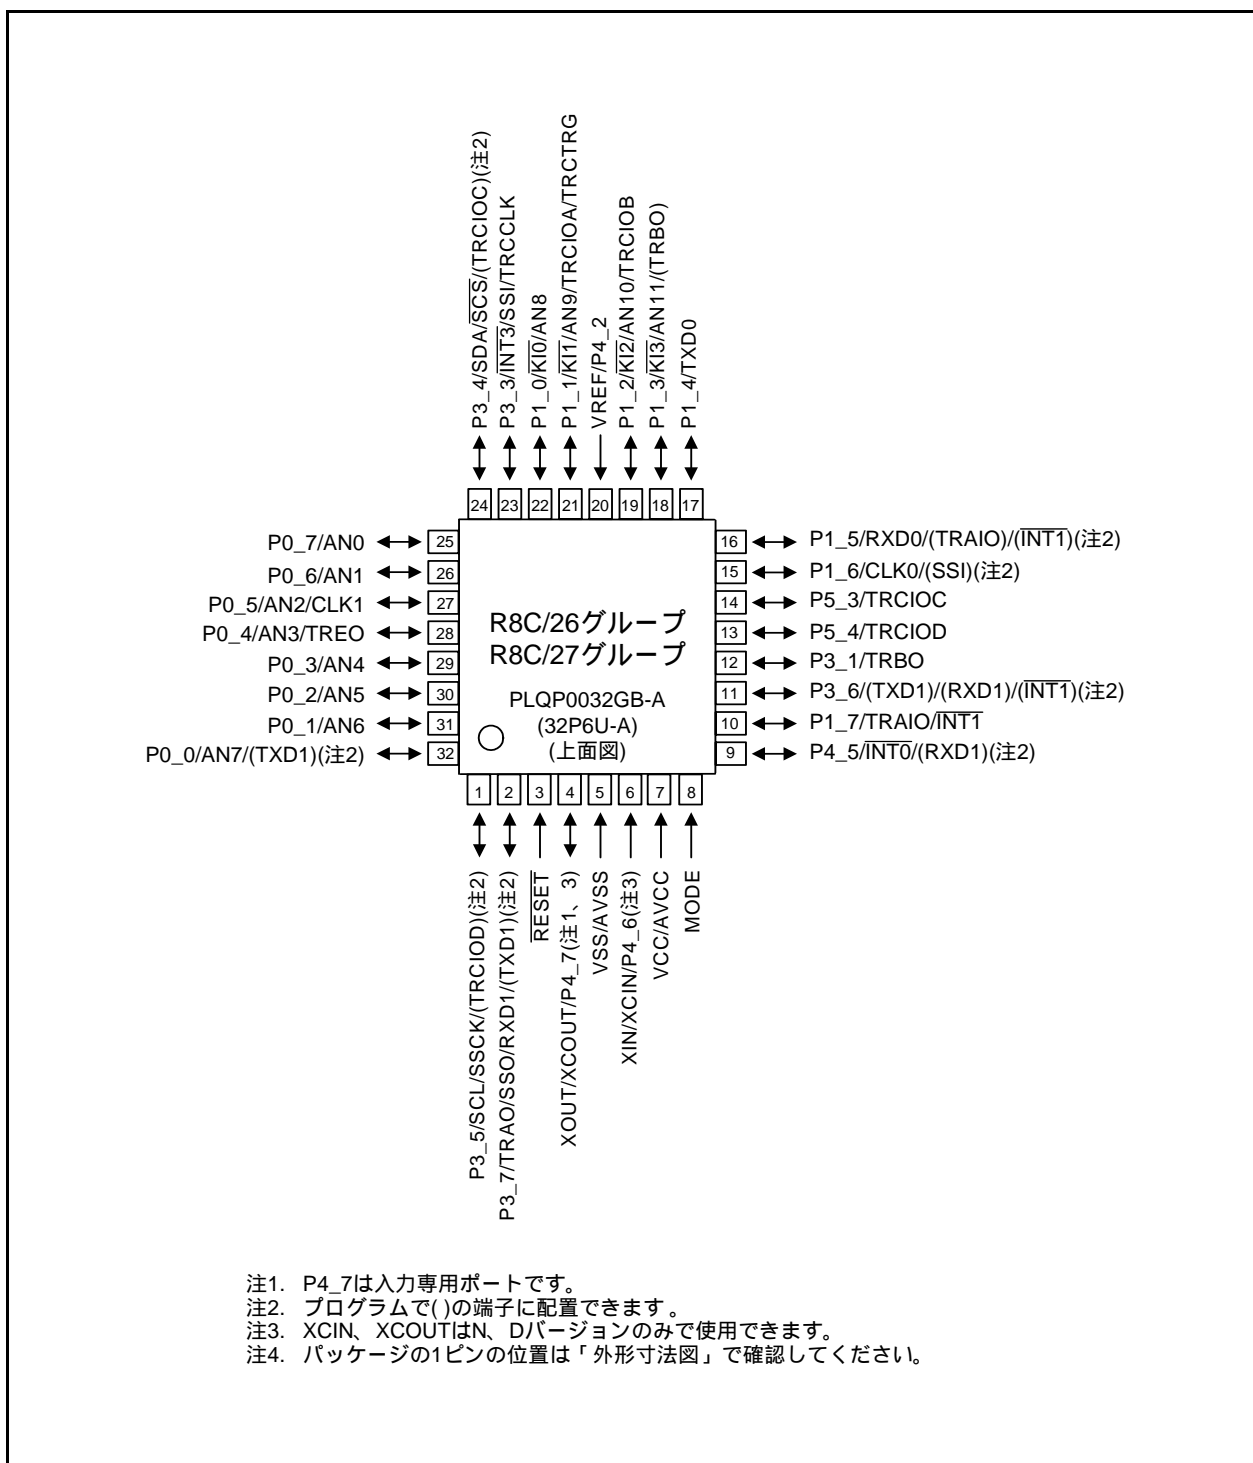 P3_4/SDA/SCS/(TRCIOC)(注2)
P3_3/INT3/SSI/TRCCLK
P1_0/KI0/AN8
P1_1/KI1/AN9/TRCIOA/TRCTRG
VREF/P4_2
P1_2/KI2/AN10/TRCIOB
P1_3/KI3/AN11/(TRBO)
P1_4/TXD0
24 23 22 21 20 19 18 17
P0_7/AN0 25
P0_6/AN1 26
P0_5/AN2/CLK1 27
P0_4/AN3/TREO 28
P0_3/AN4 29
P0_2/AN5 30
P0_1/AN6 31
P0_0/AN7/(TXD1)(注2) 32
R8C/26グループ
R8C/27グループ
PLQP0032GB-A
(32P6U-A)
(上面図)
16 P1_5/RXD0/(TRAIO)/(INT1)(注2)
15 P1_6/CLK0/(SSI)(注2)
14 P5_3/TRCIOC
13 P5_4/TRCIOD
12 P3_1/TRBO
11 P3_6/(TXD1)/(RXD1)/(INT1)(注2)
10 P1_7/TRAIO/INT1
9 P4_5/INT0/(RXD1)(注2)
1 2 3 4 5 6 7 8
P3_5/SCL/SSCK/(TRCIOD)(注2)
P3_7/TRAO/SSO/RXD1/(TXD1)(注2)
RESET
XOUT/XCOUT/P4_7(注1、3)
VSS/AVSS
XIN/XCIN/P4_6(注3)
VCC/AVCC
MODE
注1. P4_7は入力専用ポートです。
注2. プログラムで( )の端子に配置できます。
注3. XCIN、XCOUTはN、Dバージョンのみで使用できます。
注4. パッケージの1ピンの位置は「外形寸法図」で確認してください。